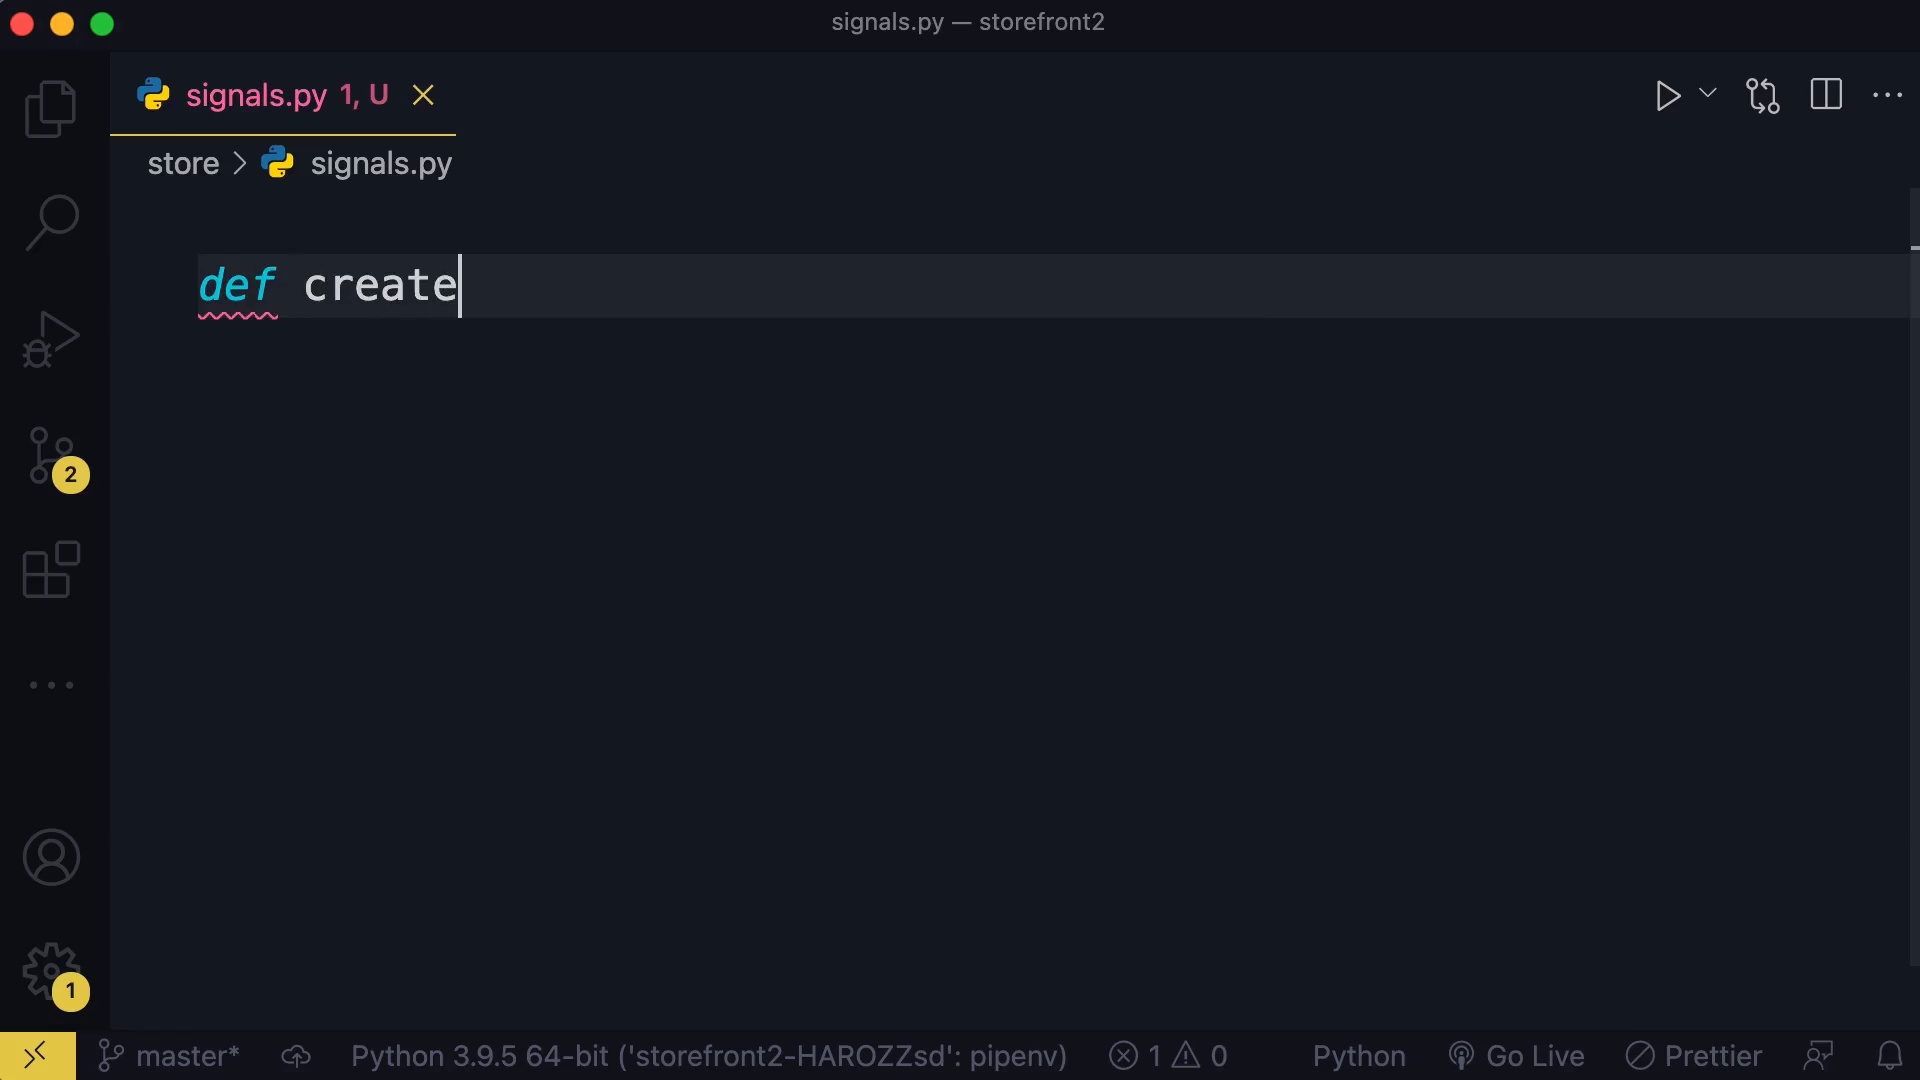 signals.py — storefront2
signals.py 1, U
store > signals.py
def create
2
1
master* Python 3.9.5 64-bit ('storefront2-HAROZZsd': pipenv) 1 0 Python Go Live Prettier